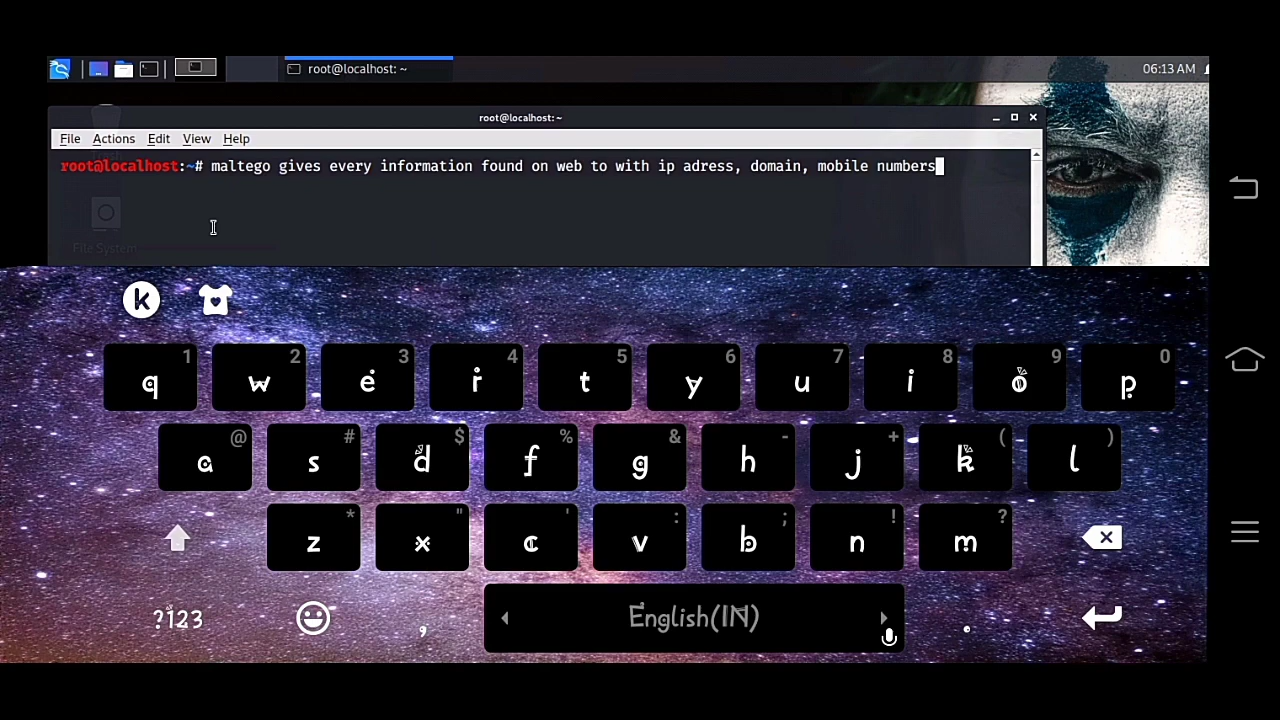 root@localhost: ~
06:13 AM
root@localhost: ~
File Actions Edit View Help
root@localhost:~# maltego gives every information found on web to with ip adress, domain, mobile numbers
File System
k
1 2 3 4 5 6 7 8 9 0
q w e r t y u i o p
@ # $ % & - + ( )
a s d f g h j k l
* " ' : ; ! ?
z x c v b n m
?123 , English(IN) .